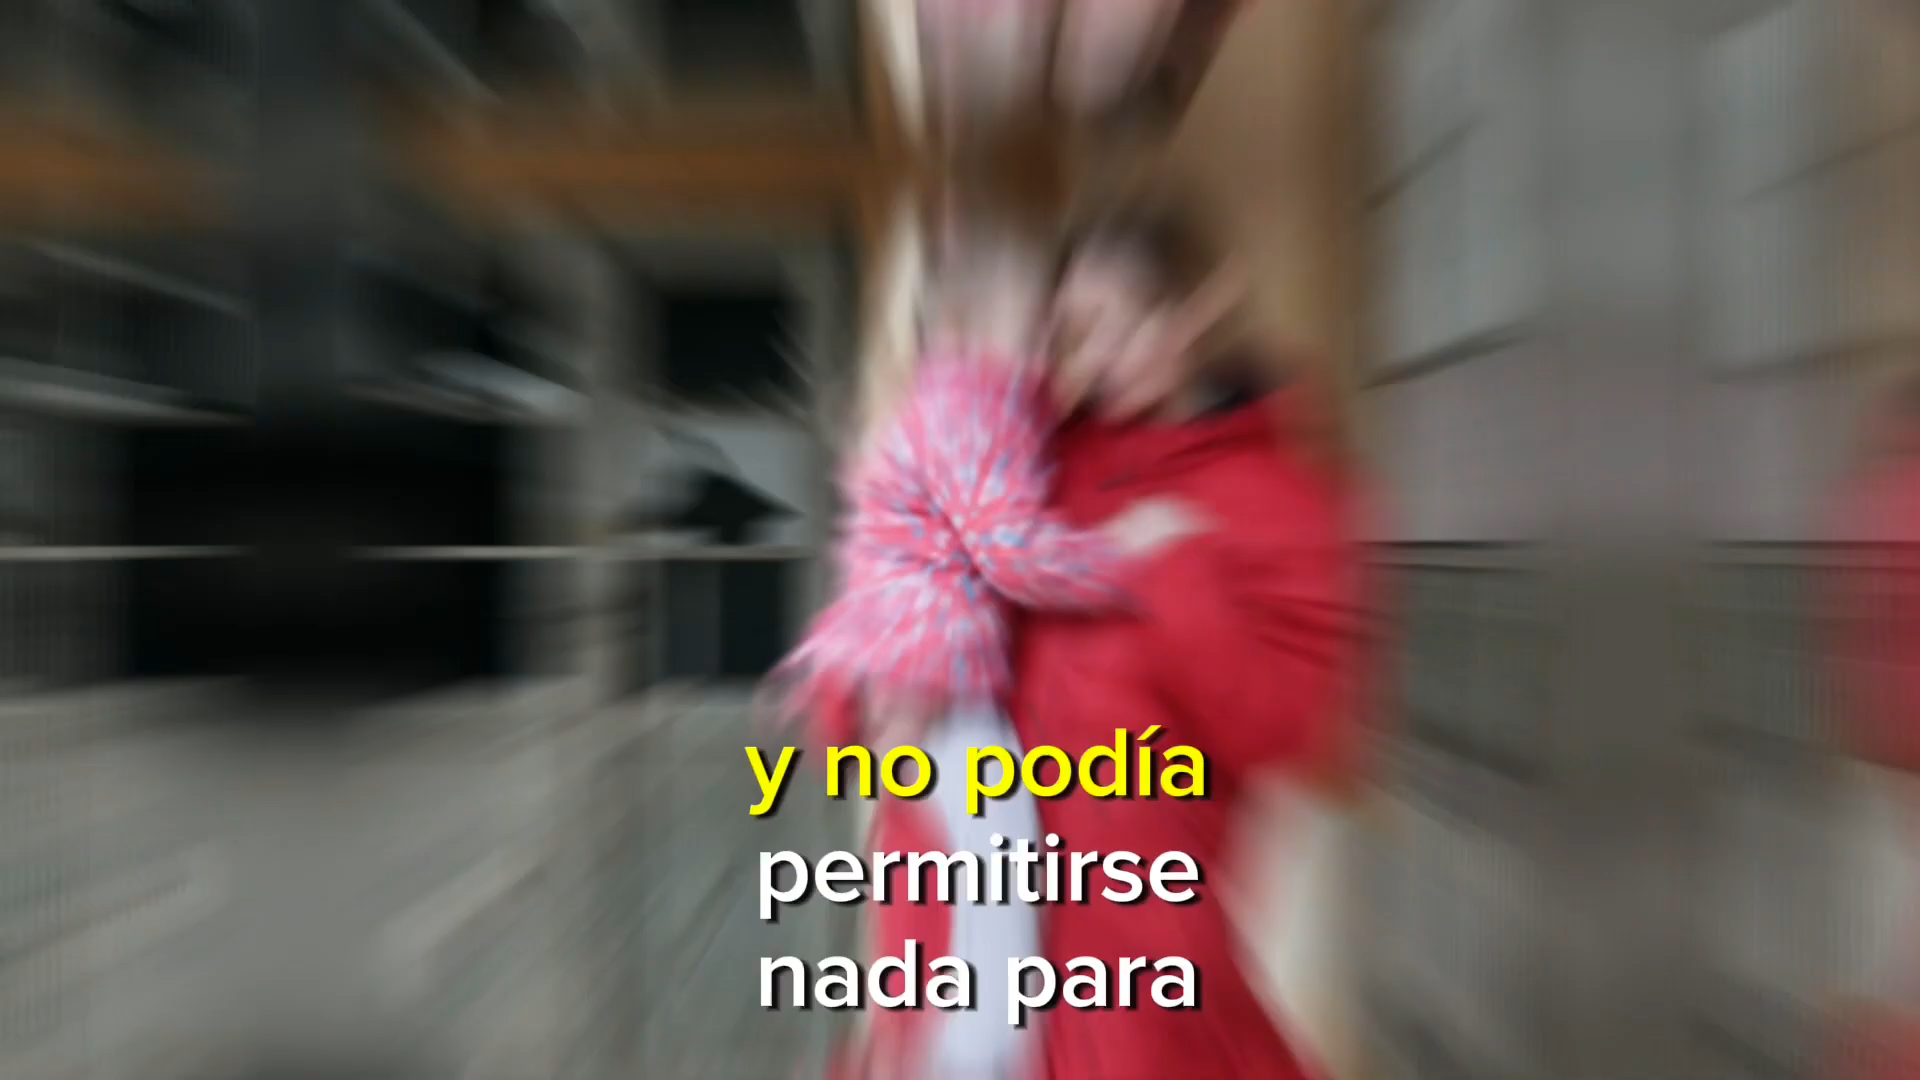 y no podía
permitirse
nada para